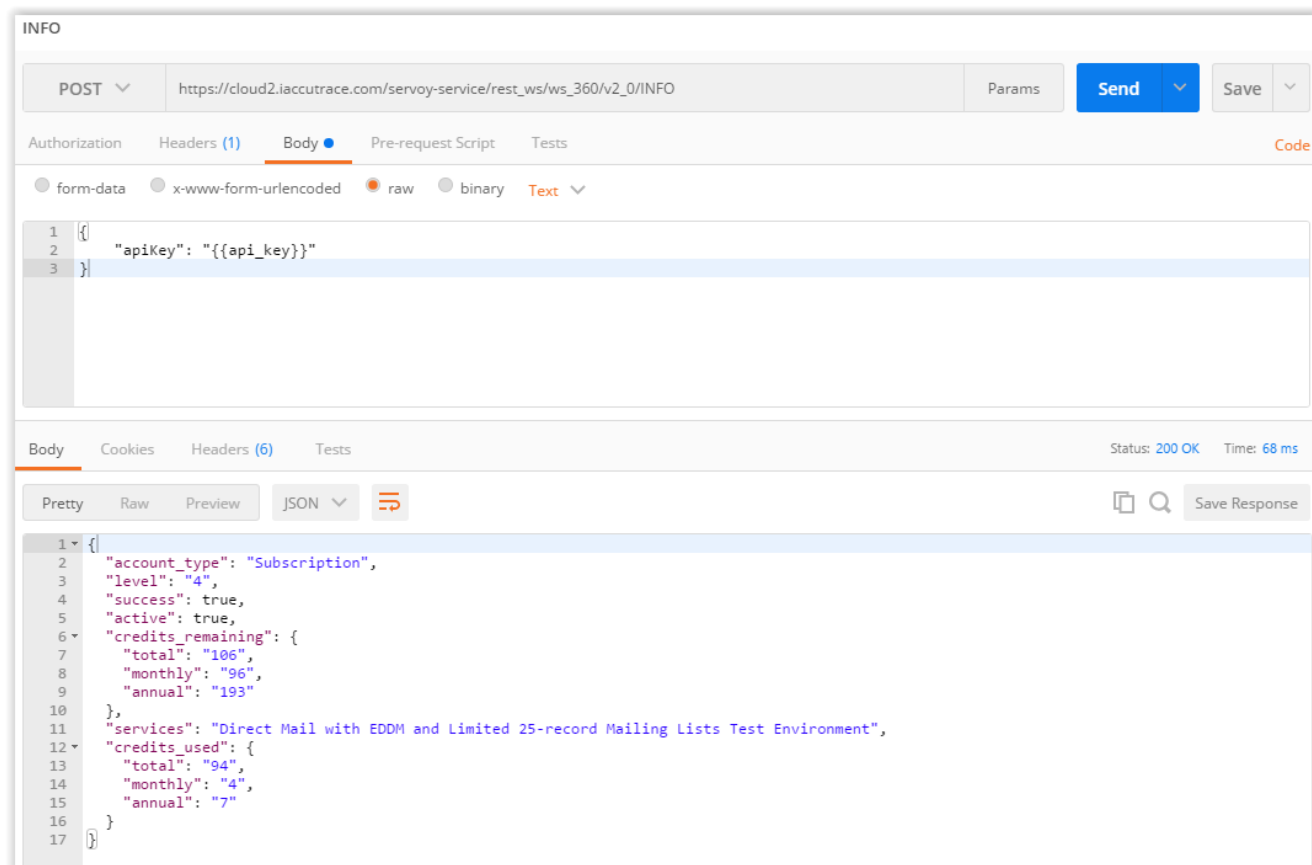 INFO
POST https://cloud2.iaccutrace.com/servoy-service/rest_ws/ws_360/v2_0/INFO Params Send Save
Authorization Headers (1) Body Pre-request Script Tests Code
form-data x-www-form-urlencoded raw binary Text
1 {
2 "apiKey": "{{api_key}}"
3 }
Body Cookies Headers (6) Tests Status: 200 OK Time: 68 ms
Pretty Raw Preview JSON Save Response
1 {
2 "account_type": "Subscription",
3 "level": "4",
4 "success": true,
5 "active": true,
6 "credits_remaining": {
7 "total": "106",
8 "monthly": "96",
9 "annual": "193"
10 },
11 "services": "Direct Mail with EDDM and Limited 25-record Mailing Lists Test Environment",
12 "credits_used": {
13 "total": "94",
14 "monthly": "4",
15 "annual": "7"
16 }
17 }